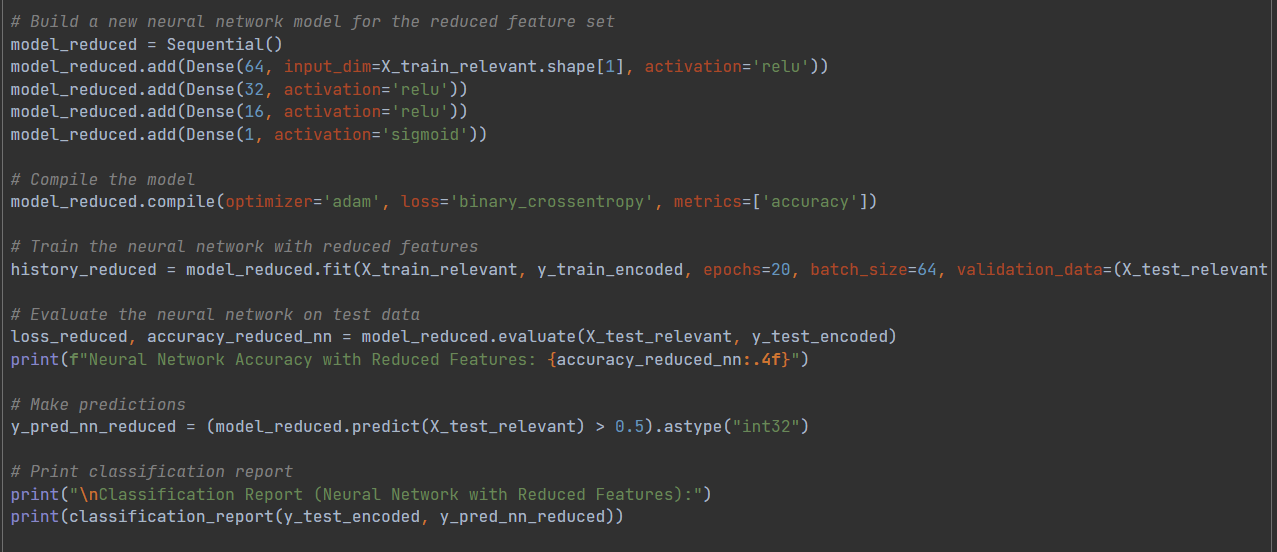 # Build a new neural network model for the reduced feature set
model_reduced = Sequential()
model_reduced.add(Dense(64, input_dim=X_train_relevant.shape[1], activation='relu'))
model_reduced.add(Dense(32, activation='relu'))
model_reduced.add(Dense(16, activation='relu'))
model_reduced.add(Dense(1, activation='sigmoid'))
# Compile the model
model_reduced.compile(optimizer='adam', loss='binary_crossentropy', metrics=['accuracy'])
# Train the neural network with reduced features
history_reduced = model_reduced.fit(X_train_relevant, y_train_encoded, epochs=20, batch_size=64, validation_data=(X_test_relevant
# Evaluate the neural network on test data
loss_reduced, accuracy_reduced_nn = model_reduced.evaluate(X_test_relevant, y_test_encoded)
print(f"Neural Network Accuracy with Reduced Features: {accuracy_reduced_nn:.4f}")
# Make predictions
y_pred_nn_reduced = (model_reduced.predict(X_test_relevant) > 0.5).astype("int32")
# Print classification report
print("\nClassification Report (Neural Network with Reduced Features):")
print(classification_report(y_test_encoded, y_pred_nn_reduced))